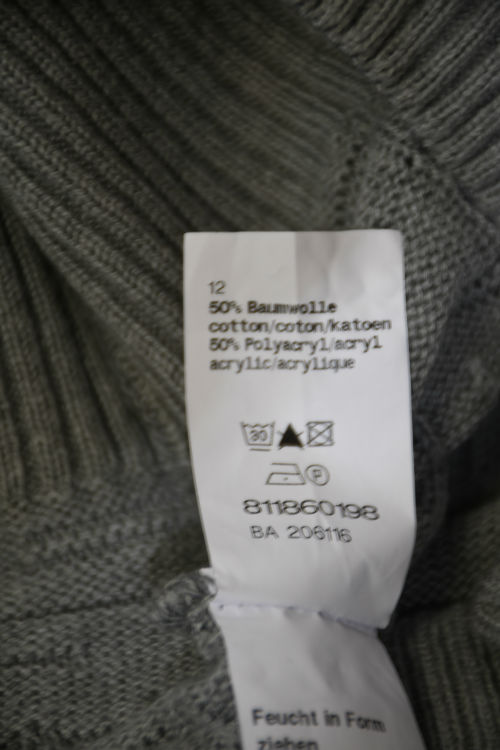 12
50% Baumwolle
cotton/coton/katoen
50% Polyacryl/acryl
acrylic/acrylique
30
P
811860198
BA 206116
Feucht in Form
ziehen